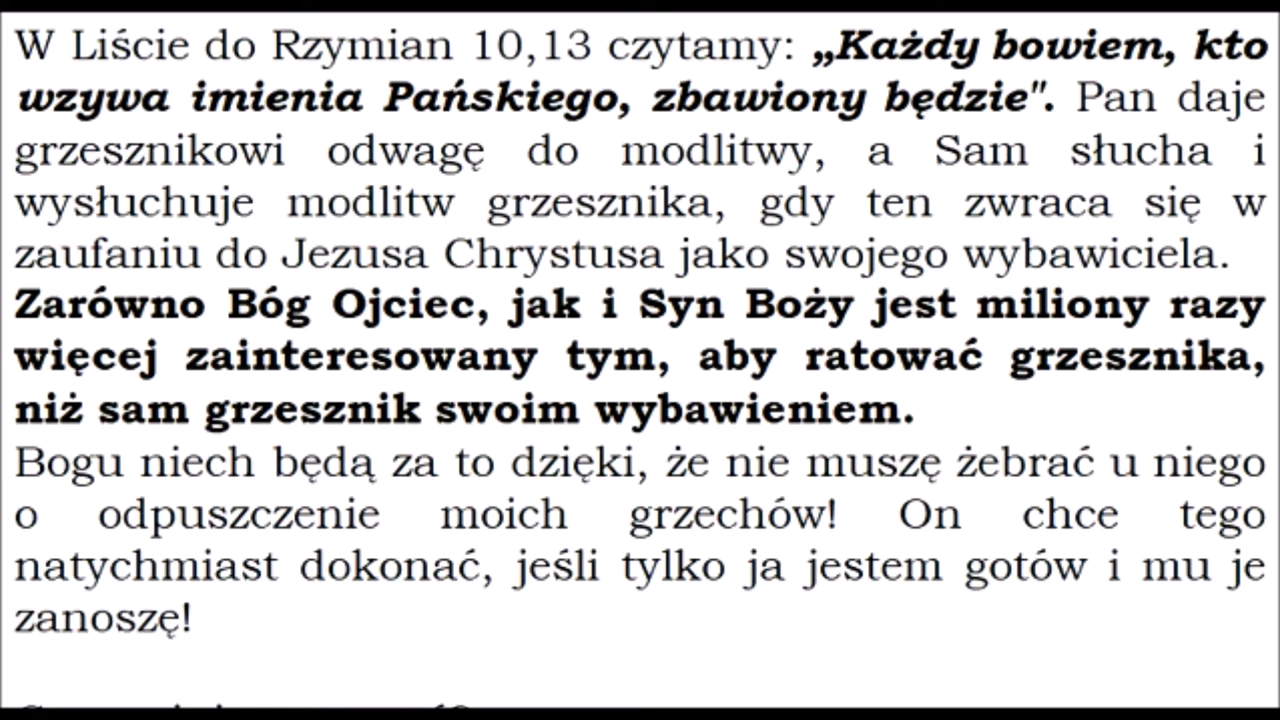 W Liście do Rzymian 10,13 czytamy: „Każdy bowiem, kto
wzywa imienia Pańskiego, zbawiony będzie". Pan daje
grzesznikowi odwagę do modlitwy, a Sam słucha i
wysłuchuje modlitw grzesznika, gdy ten zwraca się w
zaufaniu do Jezusa Chrystusa jako swojego wybawiciela.
Zarówno Bóg Ojciec, jak i Syn Boży jest miliony razy
więcej zainteresowany tym, aby ratować grzesznika,
niż sam grzesznik swoim wybawieniem.
Bogu niech będą za to dzięki, że nie muszę żebrać u niego
o odpuszczenie moich grzechów! On chce tego
natychmiast dokonać, jeśli tylko ja jestem gotów i mu je
zanoszę!